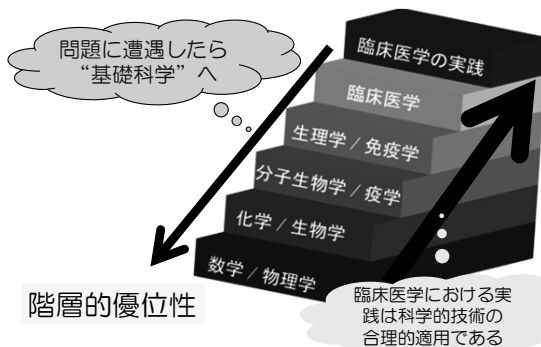 問題に遭遇したら
“基礎科学”へ
臨床医学の実践
臨床医学
生理学 / 免疫学
分子生物学 / 疫学
化学 / 生物学
数学 / 物理学
階層的優位性
臨床医学における実
践は科学的技術の
合理的適用である